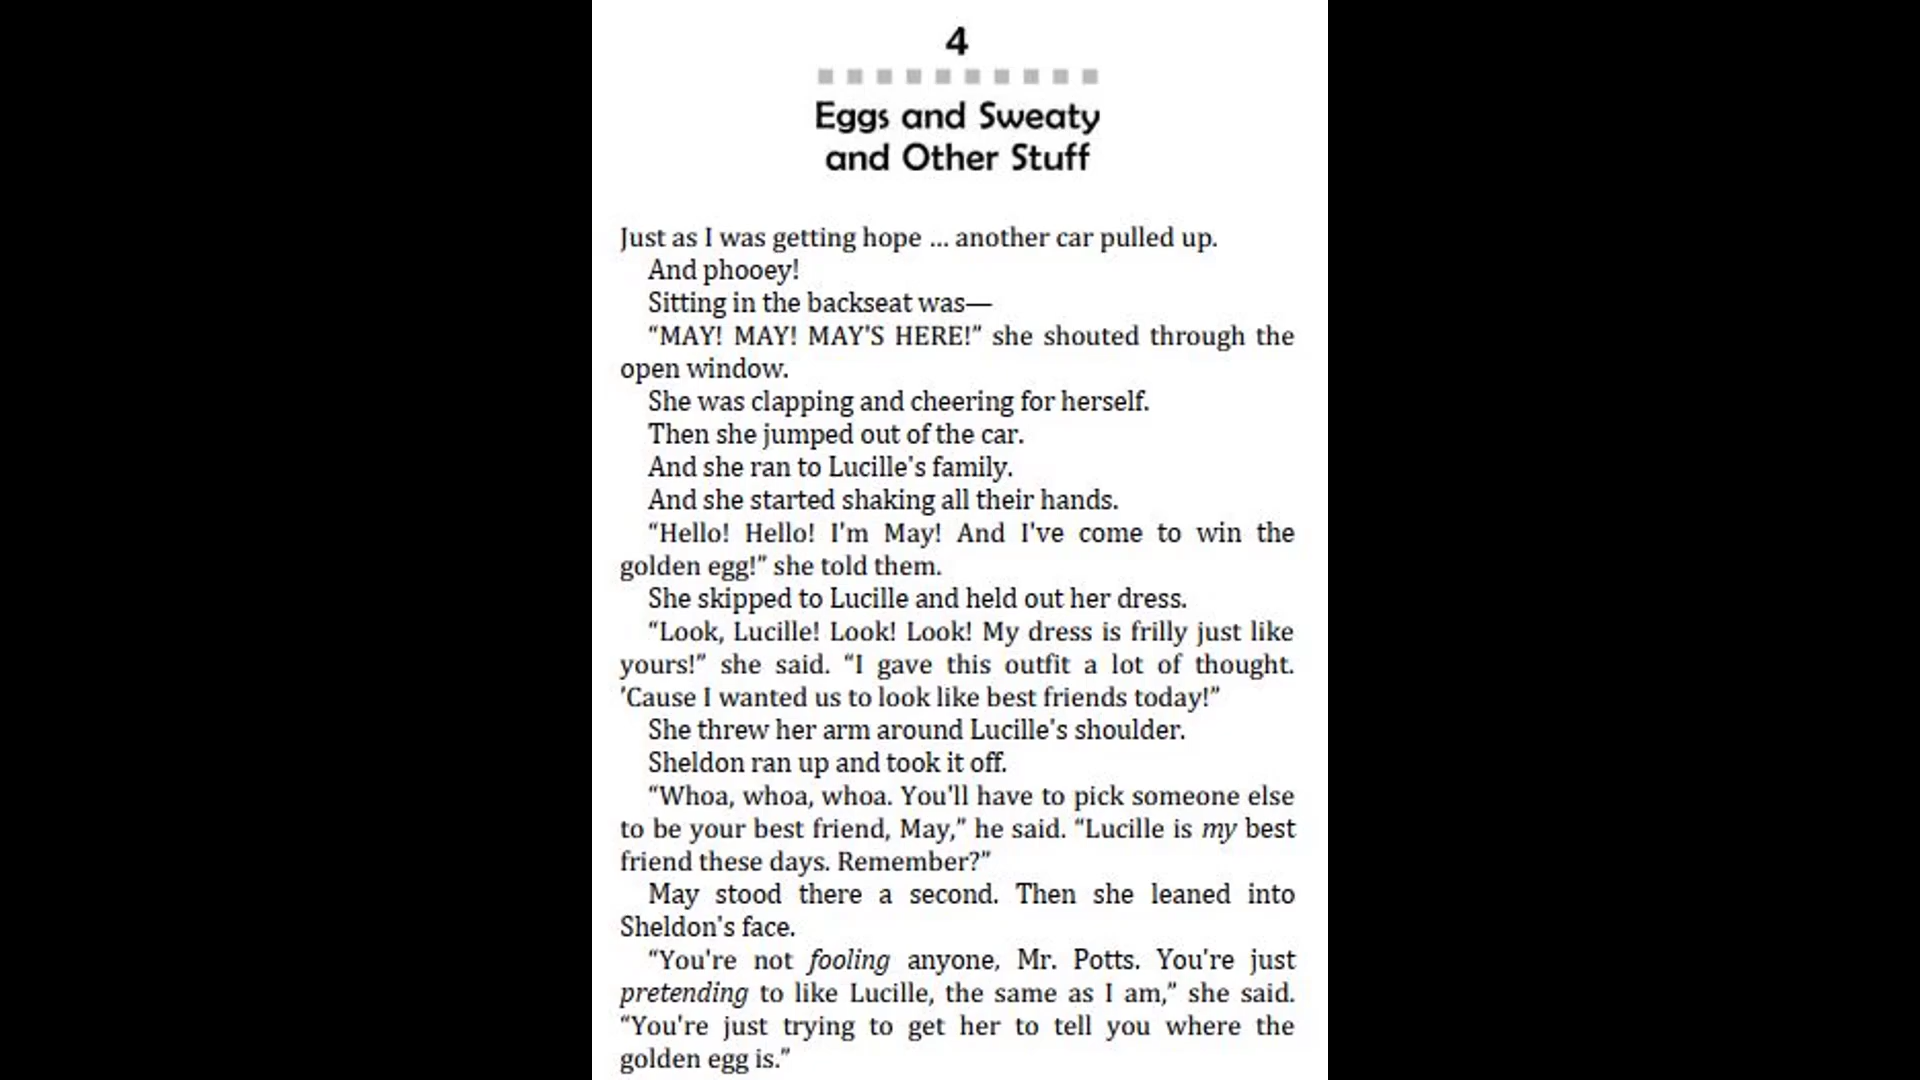 4
Eggs and Sweaty
and Other Stuff
Just as I was getting hope ... another car pulled up.
And phooey!
Sitting in the backseat was—
“MAY! MAY! MAY'S HERE!” she shouted through the
open window.
She was clapping and cheering for herself.
Then she jumped out of the car.
And she ran to Lucille's family.
And she started shaking all their hands.
“Hello! Hello! I'm May! And I've come to win the
golden egg!” she told them.
She skipped to Lucille and held out her dress.
“Look, Lucille! Look! Look! My dress is frilly just like
yours!” she said. “I gave this outfit a lot of thought.
'Cause I wanted us to look like best friends today!”
She threw her arm around Lucille's shoulder.
Sheldon ran up and took it off.
“Whoa, whoa, whoa. You'll have to pick someone else
to be your best friend, May,” he said. “Lucille is my best
friend these days. Remember?”
May stood there a second. Then she leaned into
Sheldon's face.
“You're not fooling anyone, Mr. Potts. You're just
pretending to like Lucille, the same as I am,” she said.
“You're just trying to get her to tell you where the
golden egg is.”